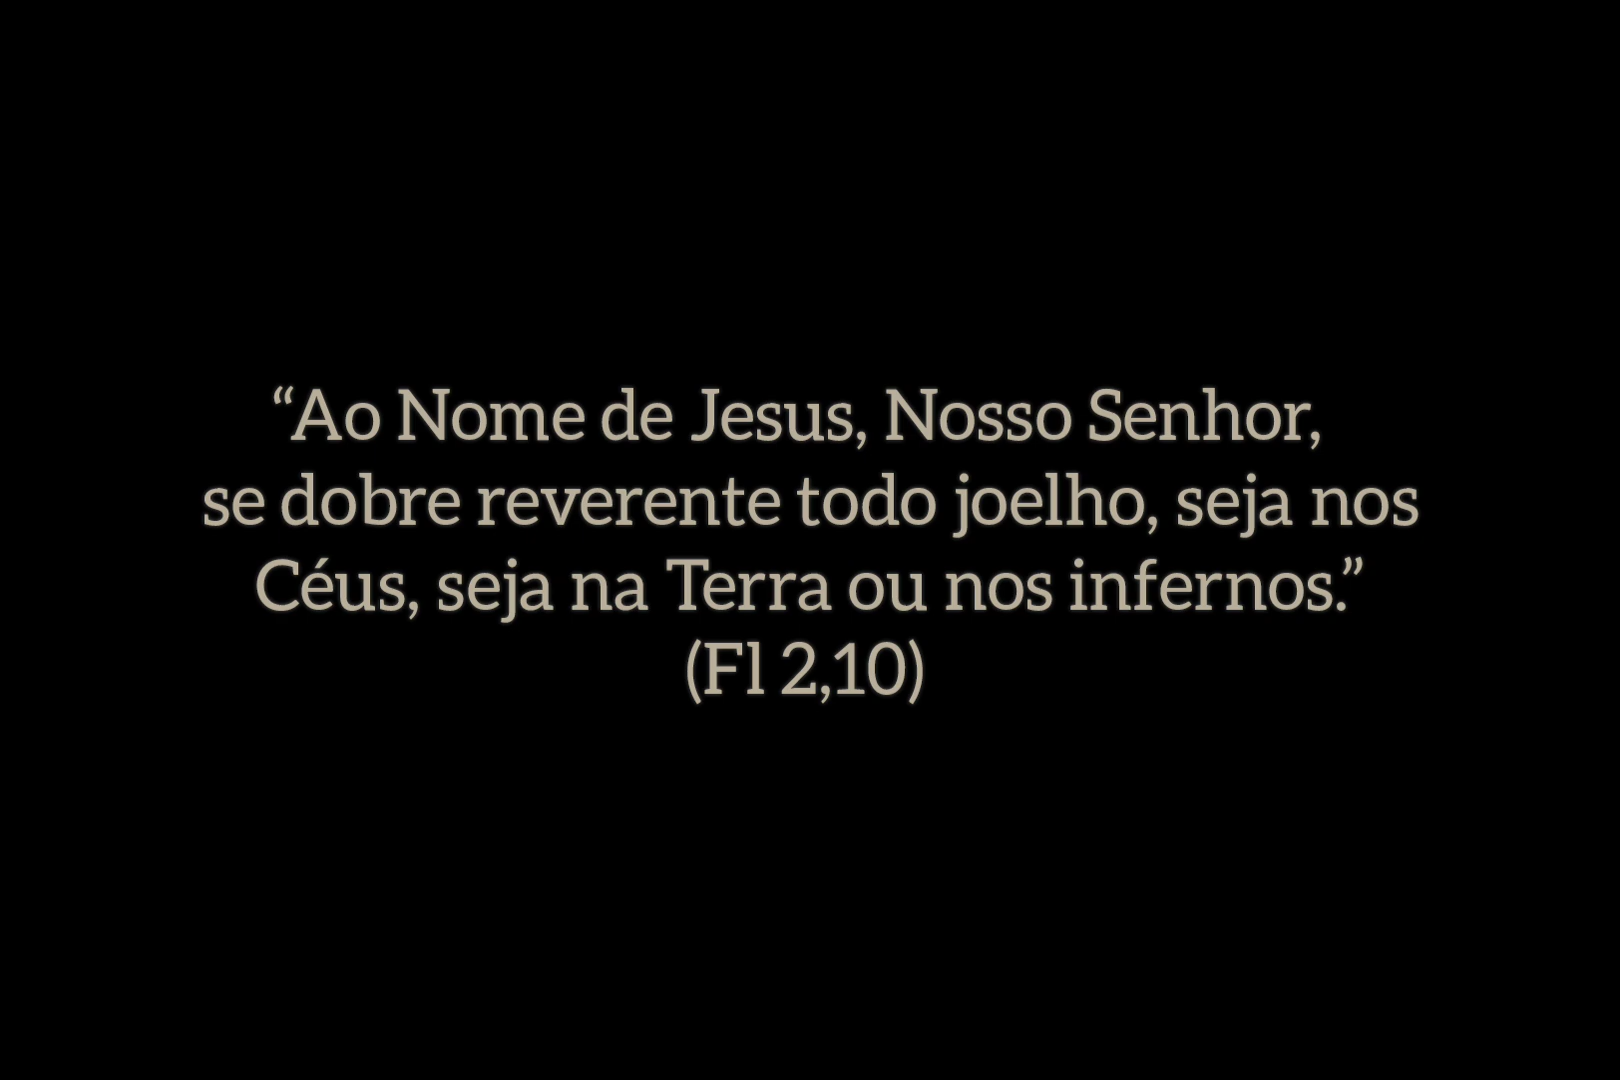 “Ao Nome de Jesus, Nosso Senhor,
se dobre reverente todo joelho, seja nos
Céus, seja na Terra ou nos infernos.”
(Fl 2,10)